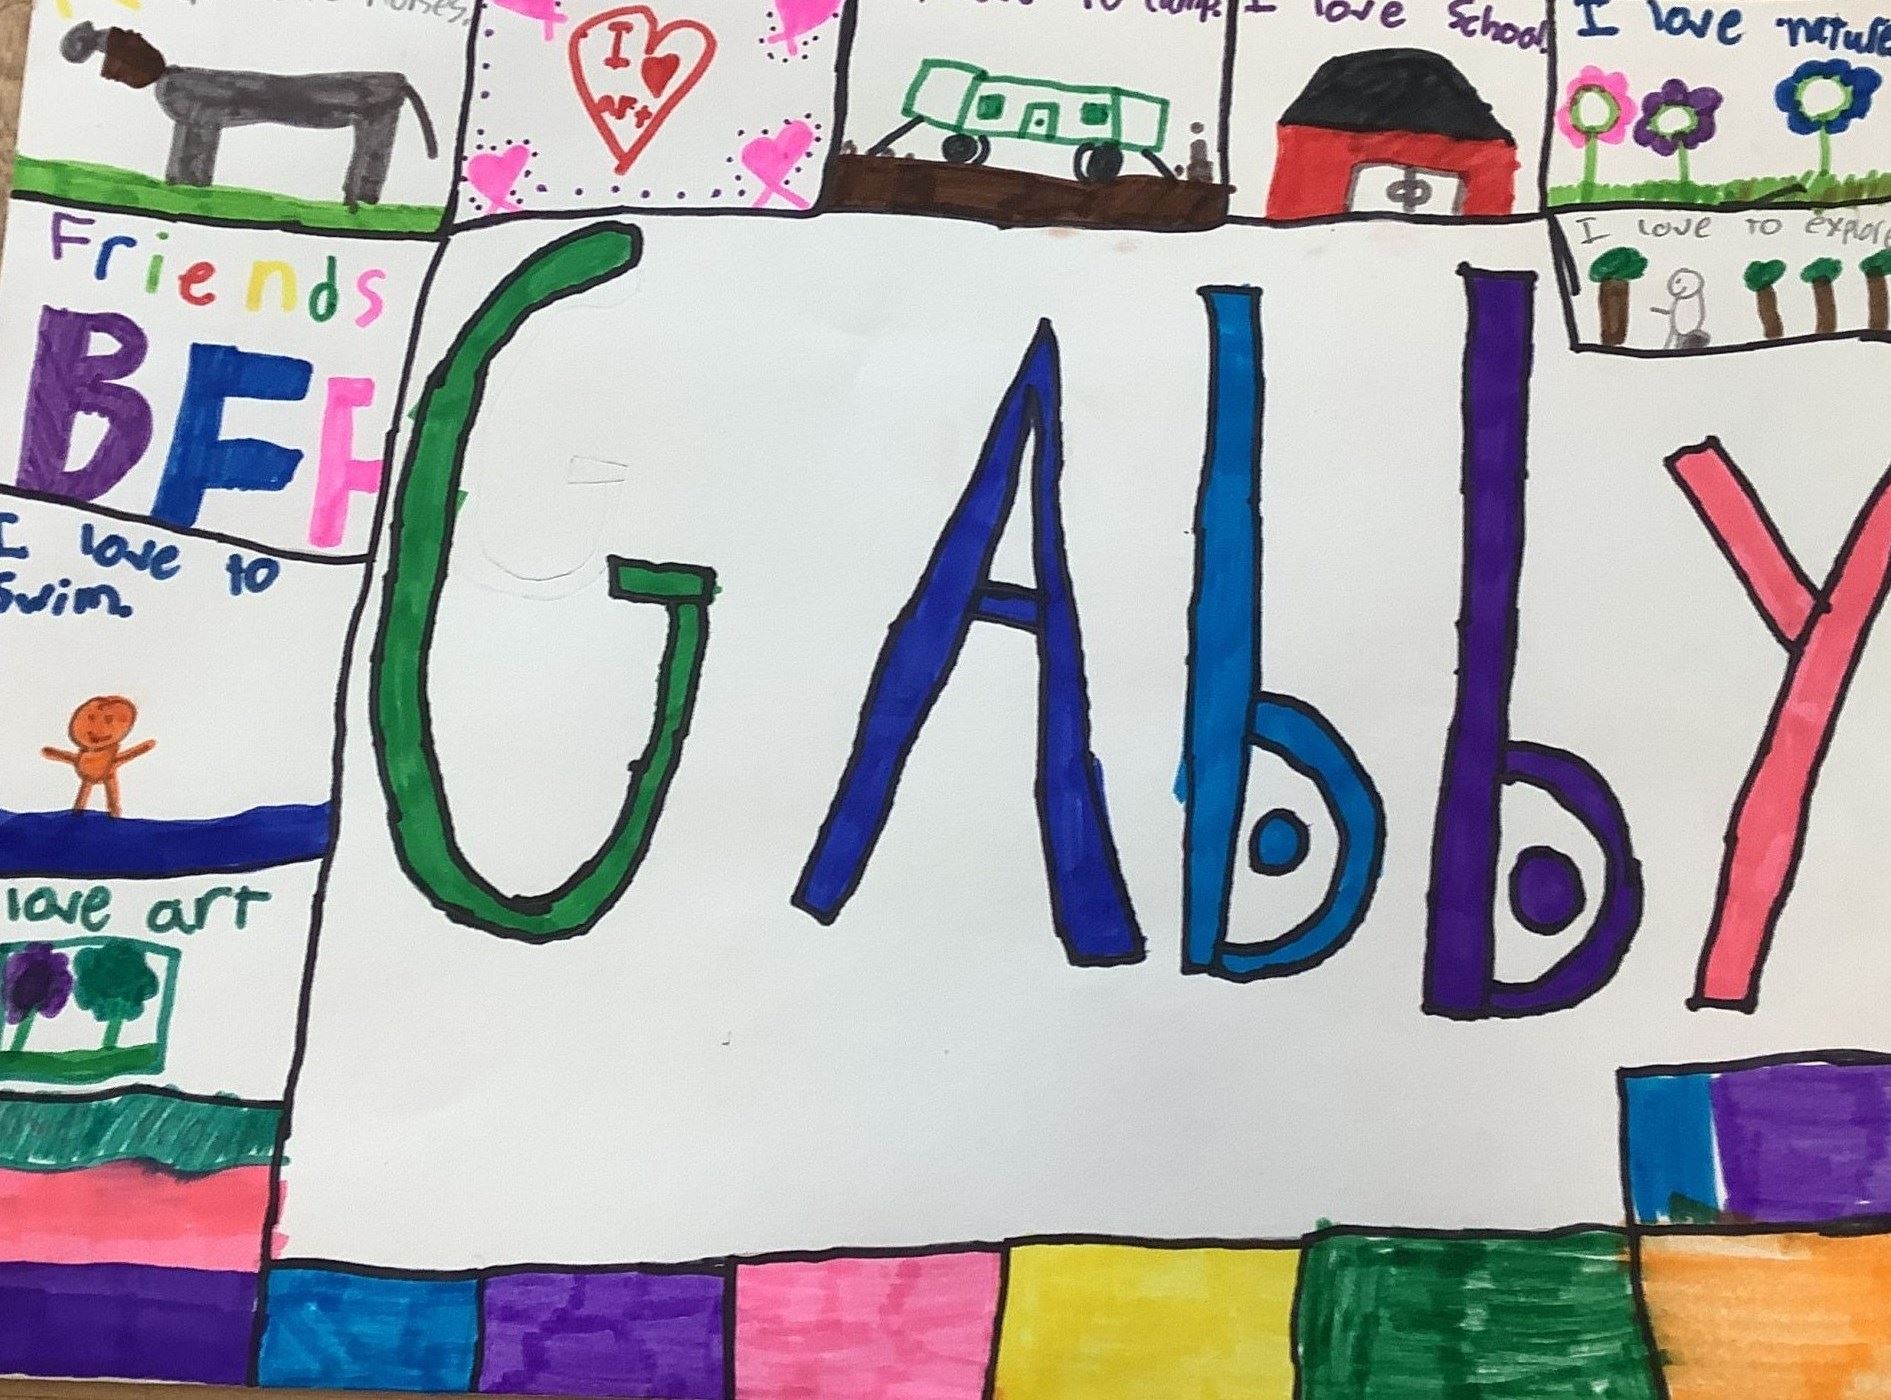 horses.
I
art
to camp.
I love School
I love nature
Friends
BFF
I love to explore
GAbby
I love to
Swim
love art